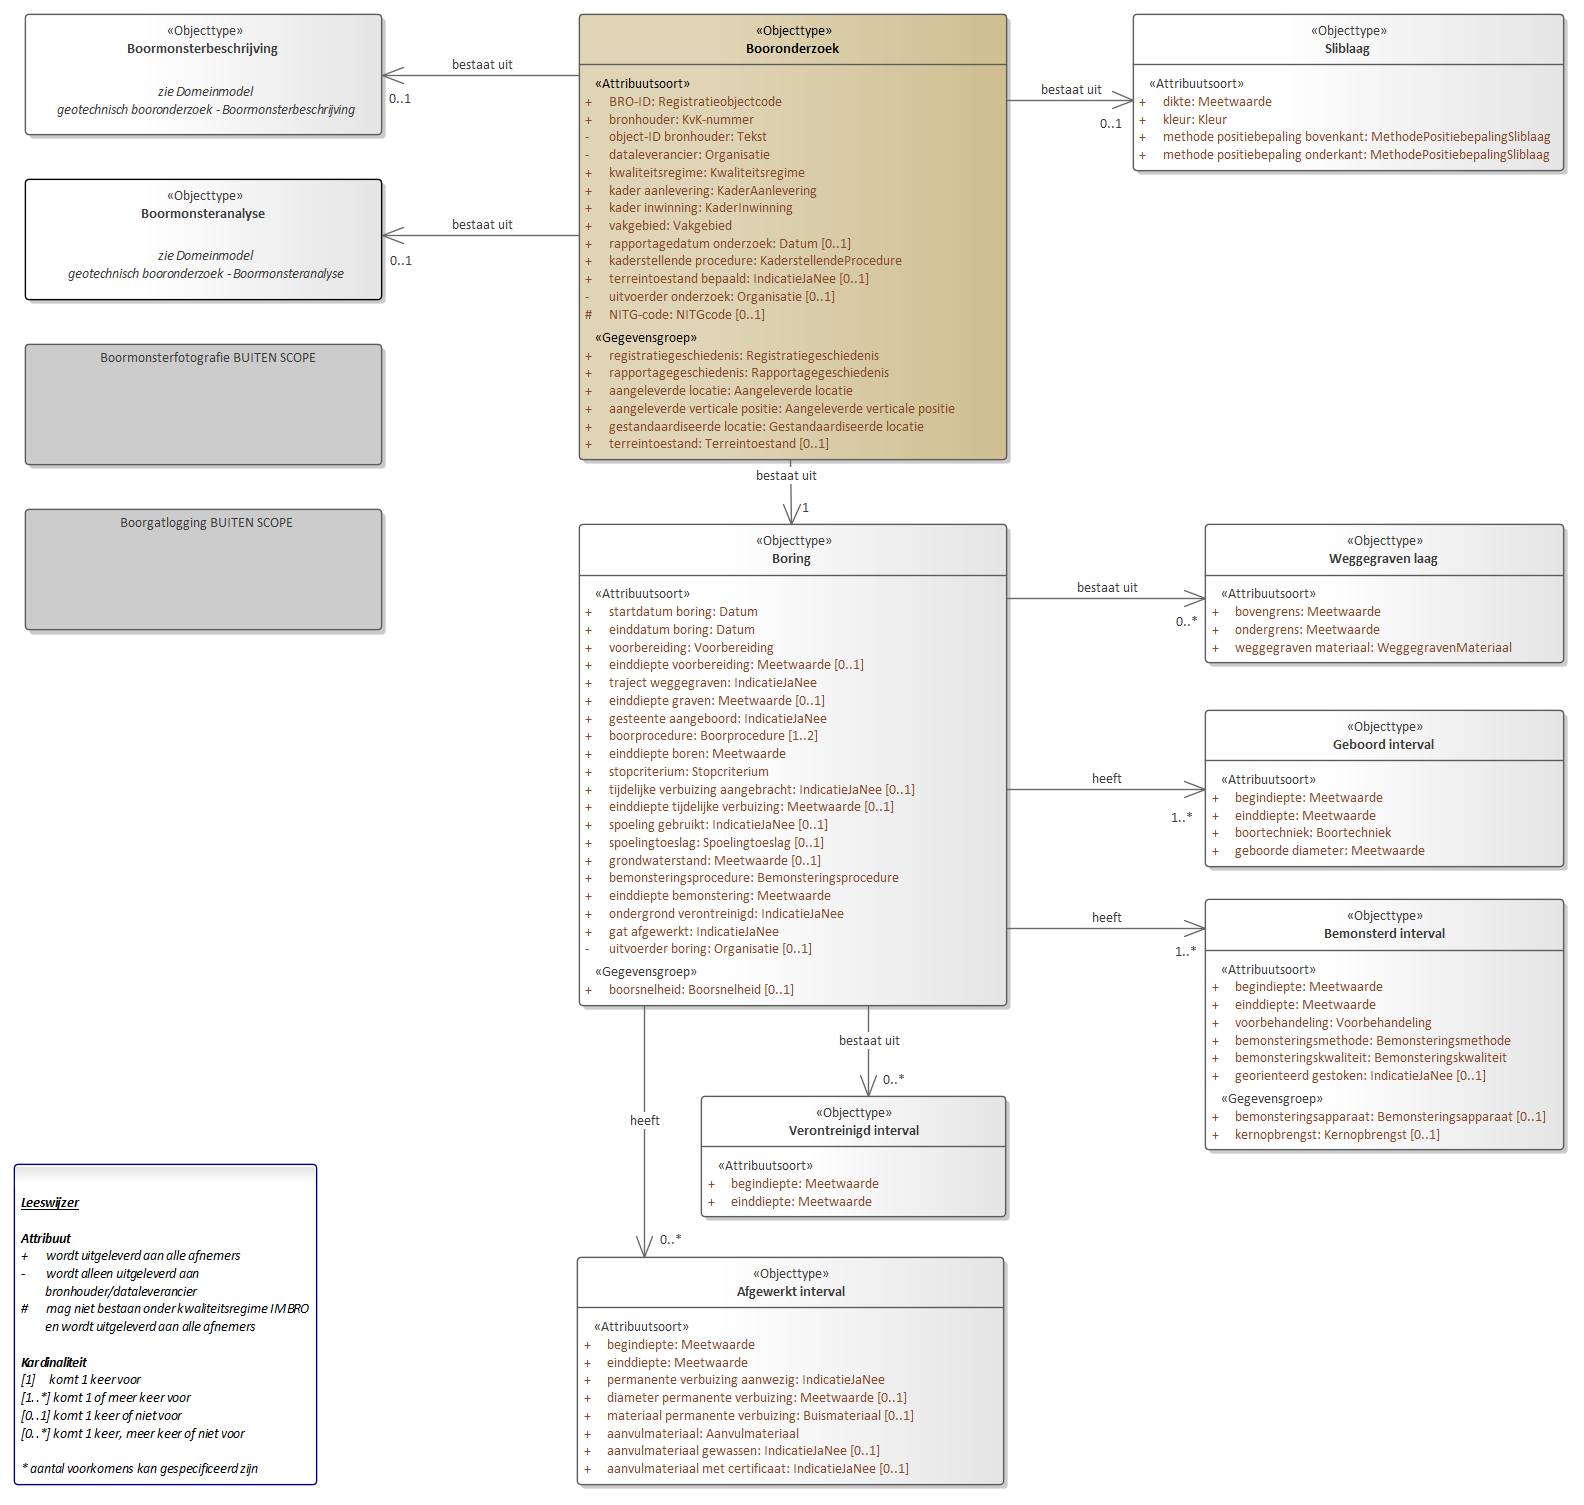 «Objecttype»
Boormonsterbeschrijving
zie Domeinmodel
geotechnisch booronderzoek - Boormonsterbeschrijving
bestaat uit
0..1
«Objecttype»
Boormonsteranalyse
zie Domeinmodel
geotechnisch booronderzoek - Boormonsteranalyse
bestaat uit
0..1
Boormonsterfotografie BUITEN SCOPE
Boorgatlogging BUITEN SCOPE
«Objecttype»
Booronderzoek
«Attribuutsoort»
+ BRO-ID: Registratieobjectcode
+ bronhouder: KvK-nummer
- object-ID bronhouder: Tekst
- dataleverancier: Organisatie
+ kwaliteitsregime: Kwaliteitsregime
+ kader aanlevering: KaderAanlevering
+ kader inwinning: KaderInwinning
+ vakgebied: Vakgebied
+ rapportagedatum onderzoek: Datum [0..1]
+ kaderstellende procedure: KaderstellendeProcedure
+ terreintoestand bepaald: IndicatieJaNee [0..1]
- uitvoerder onderzoek: Organisatie [0..1]
# NITG-code: NITGcode [0..1]
«Gegevensgroep»
+ registratiegeschiedenis: Registratiegeschiedenis
+ rapportagegeschiedenis: Rapportagegeschiedenis
+ aangeleverde locatie: Aangeleverde locatie
+ aangeleverde verticale positie: Aangeleverde verticale positie
+ gestandaardiseerde locatie: Gestandaardiseerde locatie
+ terreintoestand: Terreintoestand [0..1]
bestaat uit
0..1
«Objecttype»
Sliblaag
«Attribuutsoort»
+ dikte: Meetwaarde
+ kleur: Kleur
+ methode positiebepaling bovenkant: MethodePositiebepalingSliblaag
+ methode positiebepaling onderkant: MethodePositiebepalingSliblaag
bestaat uit
1
«Objecttype»
Boring
«Attribuutsoort»
+ startdatum boring: Datum
+ einddatum boring: Datum
+ voorbereiding: Voorbereiding
+ einddiepte voorbereiding: Meetwaarde [0..1]
+ traject weggegraven: IndicatieJaNee
+ einddiepte graven: Meetwaarde [0..1]
+ gesteente aangeboord: IndicatieJaNee
+ boorprocedure: Boorprocedure [1..2]
+ einddiepte boren: Meetwaarde
+ stopcriterium: Stopcriterium
+ tijdelijke verbuizing aangebracht: IndicatieJaNee [0..1]
+ einddiepte tijdelijke verbuizing: Meetwaarde [0..1]
+ spoeling gebruikt: IndicatieJaNee [0..1]
+ spoelingtoeslag: Spoelingtoeslag [0..1]
+ grondwaterstand: Meetwaarde [0..1]
+ bemonsteringsprocedure: Bemonsteringsprocedure
+ einddiepte bemonstering: Meetwaarde
+ ondergrond verontreinigd: IndicatieJaNee
+ gat afgewerkt: IndicatieJaNee
- uitvoerder boring: Organisatie [0..1]
«Gegevensgroep»
+ boorsnelheid: Boorsnelheid [0..1]
bestaat uit
0..*
«Objecttype»
Weggegraven laag
«Attribuutsoort»
+ bovengrens: Meetwaarde
+ ondergrens: Meetwaarde
+ weggegraven materiaal: WeggegravenMateriaal
heeft
1..*
«Objecttype»
Geboord interval
«Attribuutsoort»
+ begindiepte: Meetwaarde
+ einddiepte: Meetwaarde
+ boortechniek: Boortechniek
+ geboorde diameter: Meetwaarde
heeft
1..*
«Objecttype»
Bemonsterd interval
«Attribuutsoort»
+ begindiepte: Meetwaarde
+ einddiepte: Meetwaarde
+ voorbehandeling: Voorbehandeling
+ bemonsteringsmethode: Bemonsteringsmethode
+ bemonsteringskwaliteit: Bemonsteringskwaliteit
+ georienteerd gestoken: IndicatieJaNee [0..1]
«Gegevensgroep»
+ bemonsteringsapparaat: Bemonsteringsapparaat [0..1]
+ kernopbrengst: Kernopbrengst [0..1]
bestaat uit
0..*
«Objecttype»
Verontreinigd interval
«Attribuutsoort»
+ begindiepte: Meetwaarde
+ einddiepte: Meetwaarde
heeft
0..*
«Objecttype»
Afgewerkt interval
«Attribuutsoort»
+ begindiepte: Meetwaarde
+ einddiepte: Meetwaarde
+ permanente verbuizing aanwezig: IndicatieJaNee
+ diameter permanente verbuizing: Meetwaarde [0..1]
+ materiaal permanente verbuizing: Buismateriaal [0..1]
+ aanvulmateriaal: Aanvulmateriaal
+ aanvulmateriaal gewassen: IndicatieJaNee [0..1]
+ aanvulmateriaal met certificaat: IndicatieJaNee [0..1]
Leeswijzer
Attribuut
+ wordt uitgeleverd aan alle afnemers
- wordt alleen uitgeleverd aan
bronhouder/dataleverancier
# mag niet bestaan onder kwaliteitsregime IMBRO
en wordt uitgeleverd aan alle afnemers
Kardinaliteit
[1] komt 1 keer voor
[1..*] komt 1 of meer keer voor
[0..1] komt 1 keer of niet voor
[0..*] komt 1 keer, meer keer of niet voor
* aantal voorkomens kan gespecificeerd zijn